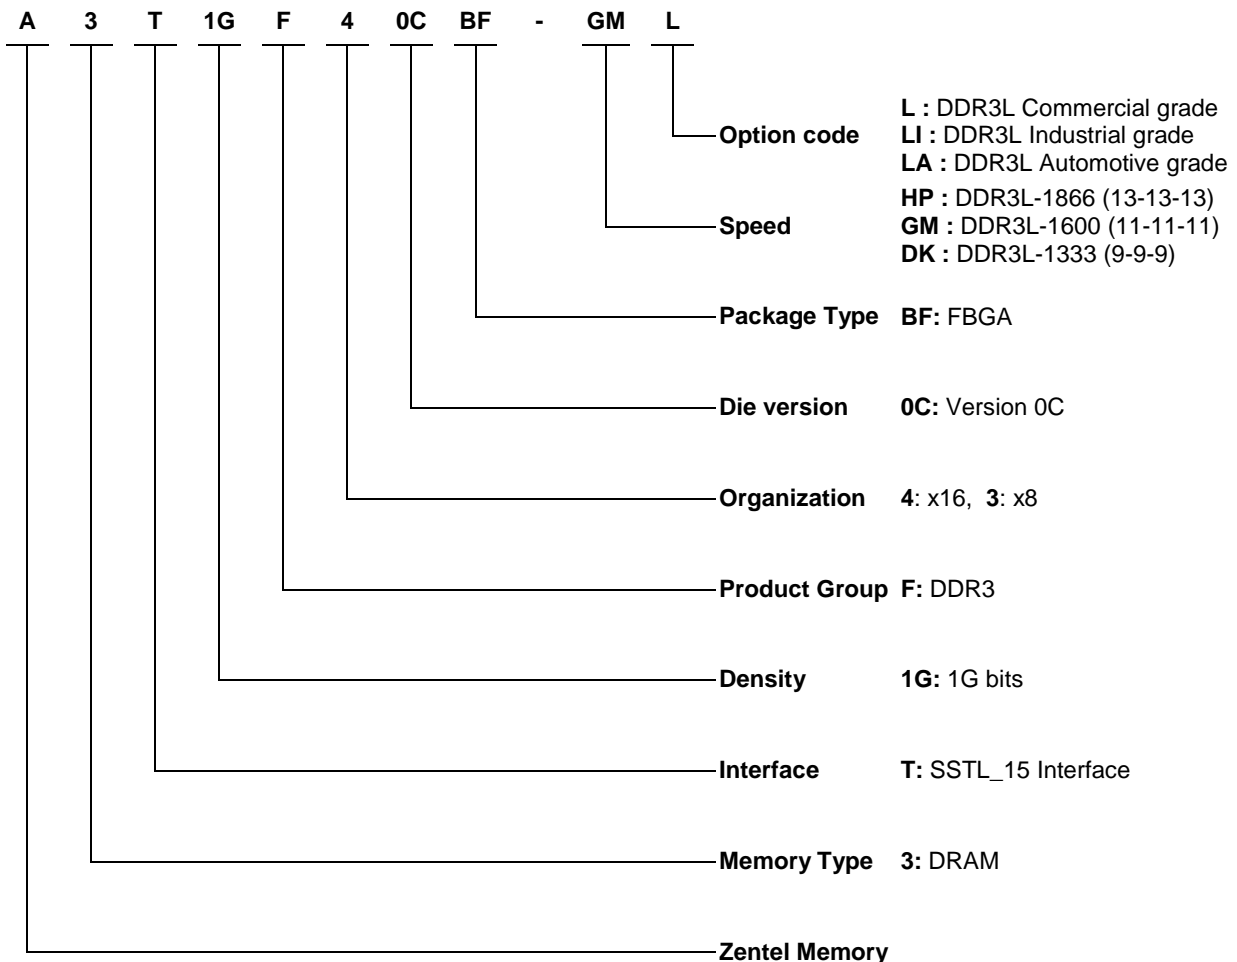 A 3 T 1G F 4 0C BF - GM L
Option code
L : DDR3L Commercial grade
LI : DDR3L Industrial grade
LA : DDR3L Automotive grade
Speed
HP : DDR3L-1866 (13-13-13)
GM : DDR3L-1600 (11-11-11)
DK : DDR3L-1333 (9-9-9)
Package Type BF: FBGA
Die version 0C: Version 0C
Organization 4: x16, 3: x8
Product Group F: DDR3
Density 1G: 1G bits
Interface T: SSTL_15 Interface
Memory Type 3: DRAM
Zentel Memory